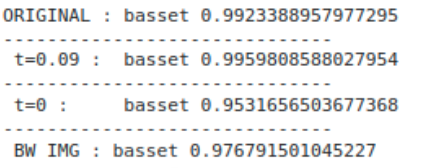 ORIGINAL : basset 0.9923388957977295
------------------------------
t=0.09 :  basset 0.9959808588027954
------------------------------
t=0 :     basset 0.9531656503677368
------------------------------
BW IMG : basset 0.976791501045227